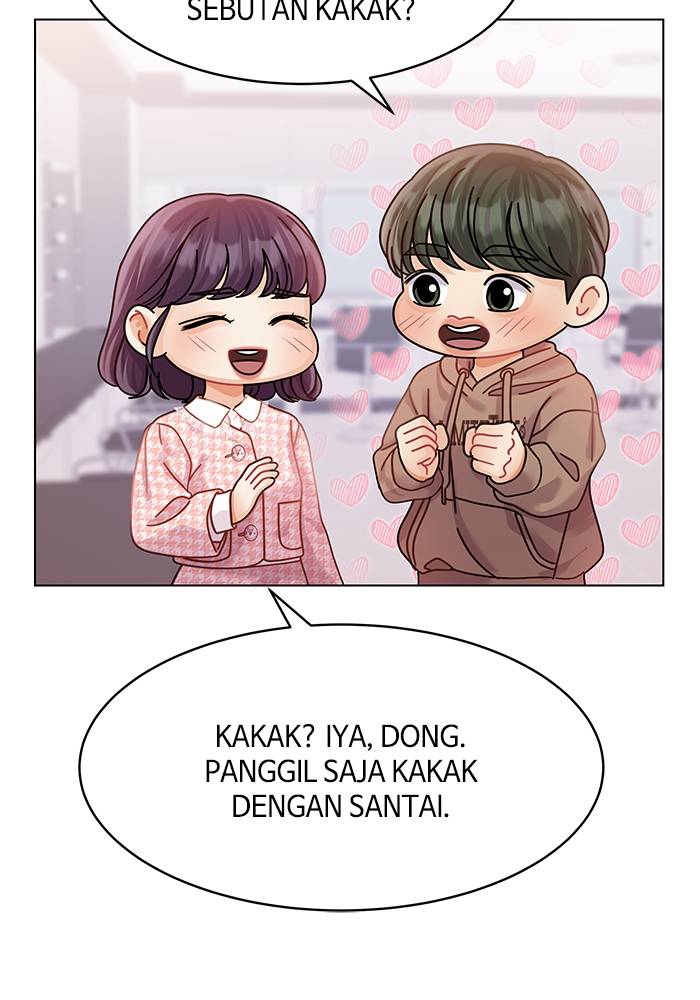 SEBUTAN KAKAK?
KAKAK? IYA, DONG.
PANGGIL SAJA KAKAK
DENGAN SANTAI.